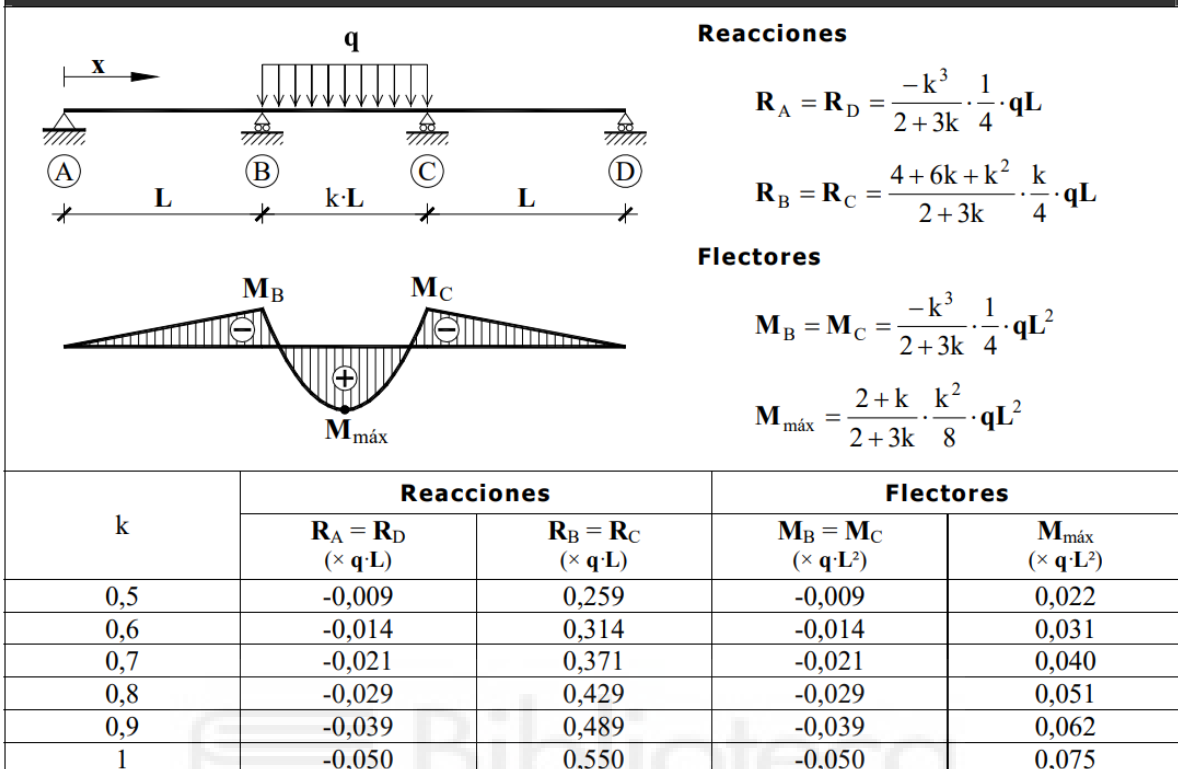 q
x
A B C D
L k·L L
M_B M_C
−
−
+
M_máx
Reacciones
R_A = R_D = (−k³)/(2 + 3k) · 1/4 · qL
R_B = R_C = (4 + 6k + k²)/(2 + 3k) · k/4 · qL
Flectores
M_B = M_C = (−k³)/(2 + 3k) · 1/4 · qL²
M_máx = (2 + k)/(2 + 3k) · k²/8 · qL²
Reacciones Flectores
k R_A = R_D R_B = R_C M_B = M_C M_máx
(× q·L) (× q·L) (× q·L²) (× q·L²)
0,5 -0,009 0,259 -0,009 0,022
0,6 -0,014 0,314 -0,014 0,031
0,7 -0,021 0,371 -0,021 0,040
0,8 -0,029 0,429 -0,029 0,051
0,9 -0,039 0,489 -0,039 0,062
1 -0,050 0,550 -0,050 0,075